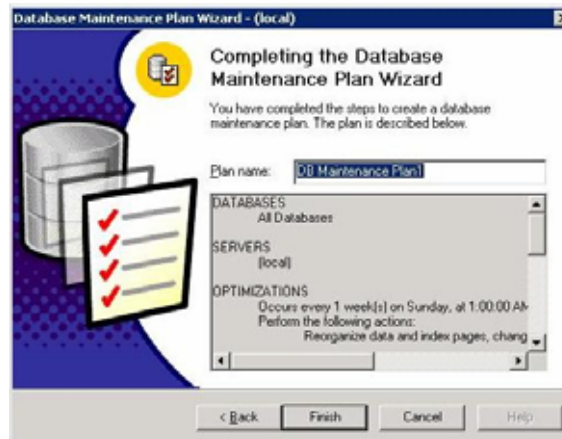 Database Maintenance Plan Wizard - (local)
Completing the Database
Maintenance Plan Wizard
You have completed the steps to create a database
maintenance plan. The plan is described below.
Plan name: DB Maintenance Plan1
DATABASES
All Databases
SERVERS
(local)
OPTIMIZATIONS
Occurs every 1 week(s) on Sunday, at 1:00:00 AM
Perform the following actions:
Reorganize data and index pages, chang
< Back
Finish
Cancel
Help